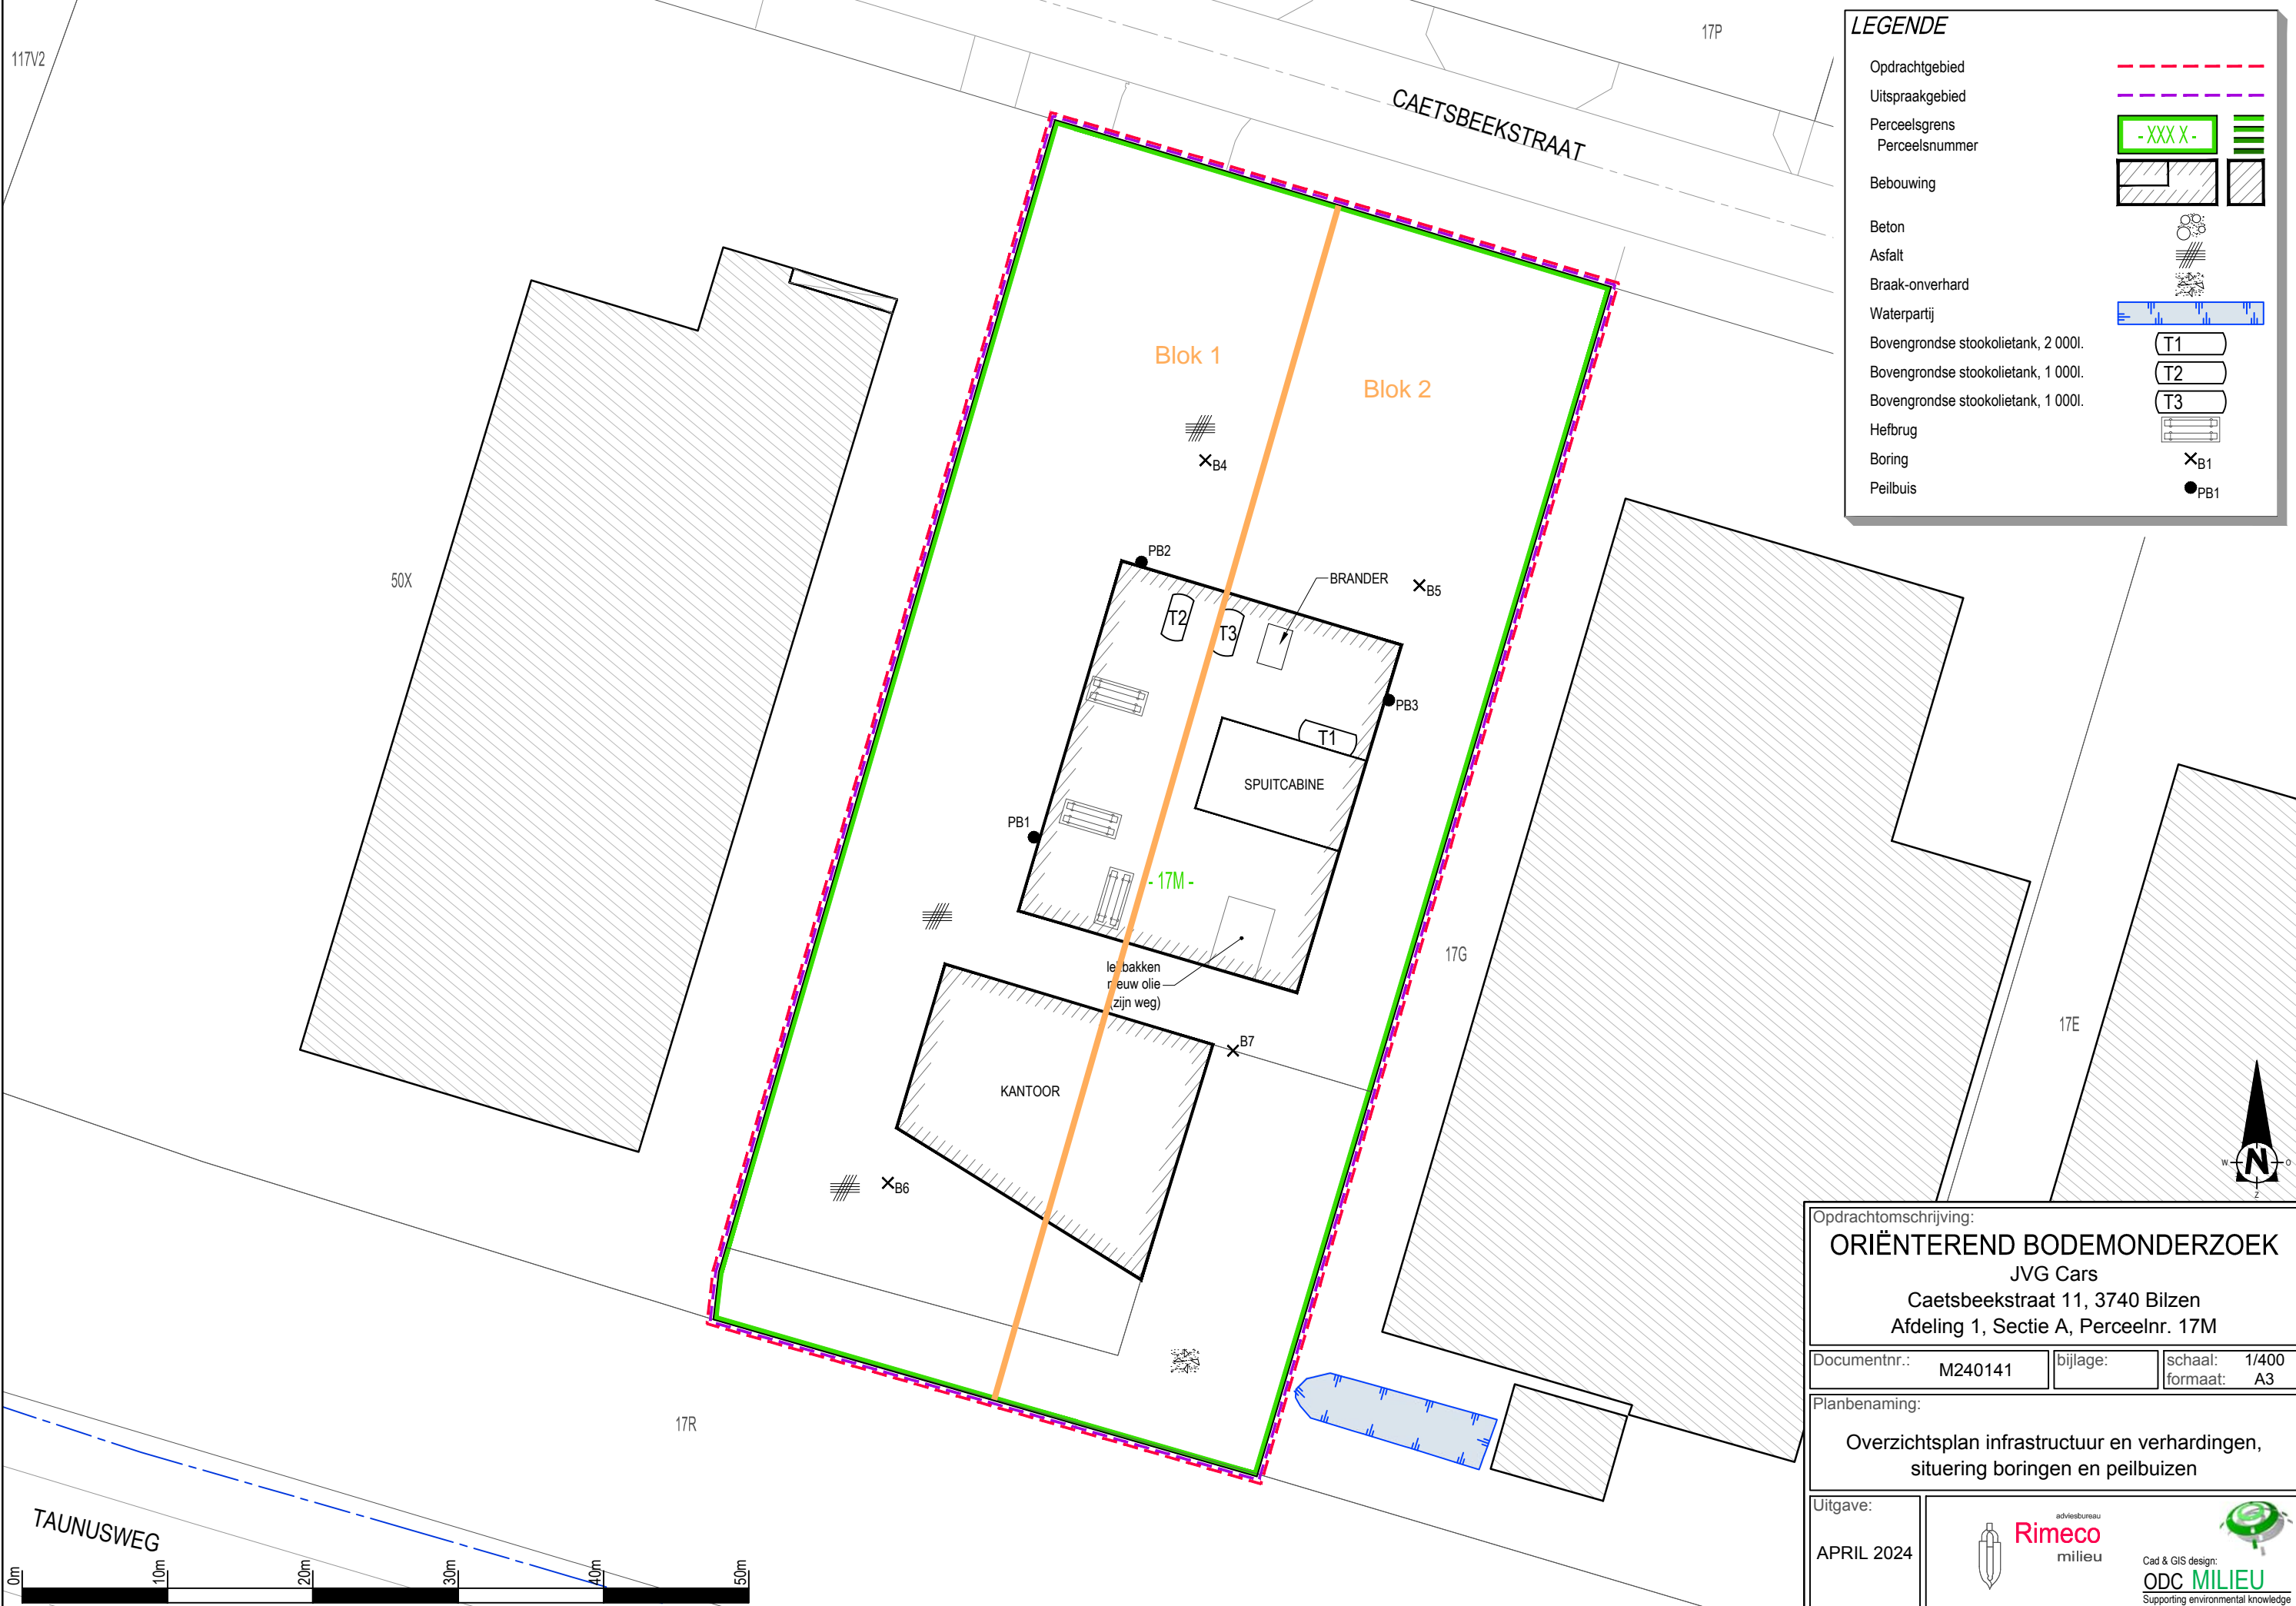 117V2
17P
CAETSBEEKSTRAAT
LEGENDE
Opdrachtgebied
Uitspraakgebied
Perceelsgrens
Perceelsnummer
- XXX X -
Bebouwing
Beton
Asfalt
Braak-onverhard
Waterpartij
Bovengrondse stookolietank, 2 000l.
T1
Bovengrondse stookolietank, 1 000l.
T2
Bovengrondse stookolietank, 1 000l.
T3
Hefbrug
Boring
B1
Peilbuis
PB1
Blok 1
Blok 2
B4
50X
PB2
BRANDER
B5
T2
T3
PB3
T1
SPUITCABINE
PB1
- 17M -
17G
bakken
olie
(zijn weg)
17E
B7
KANTOOR
B6
17R
TAUNUSWEG
0m
10m
20m
30m
40m
50m
N
W
O
Z
Opdrachtomschrijving:
ORIËNTEREND BODEMONDERZOEK
JVG Cars
Caetsbeekstraat 11, 3740 Bilzen
Afdeling 1, Sectie A, Perceelnr. 17M
Documentnr.: M240141
bijlage:
schaal: 1/400
formaat: A3
Planbenaming:
Overzichtsplan infrastructuur en verhardingen,
situering boringen en peilbuizen
Uitgave:
APRIL 2024
adviesbureau
Rimeco
milieu
Cad & GIS design:
ODC MILIEU
Supporting environmental knowledge